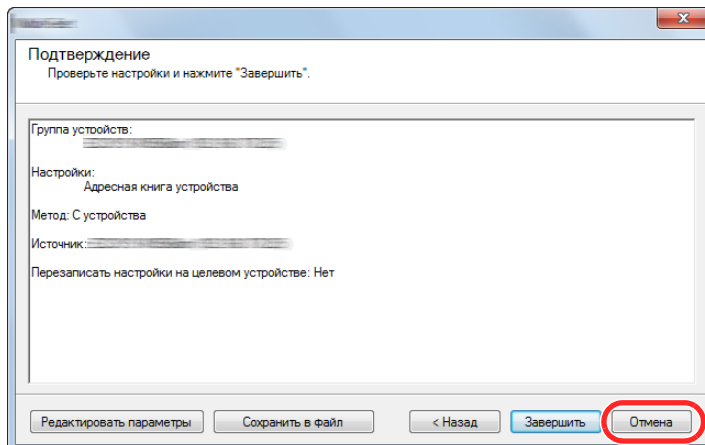 Подтверждение
Проверьте настройки и нажмите "Завершить".
Группа устройств:
Настройки:
Адресная книга устройства
Метод: С устройства
Источник:
Перезаписать настройки на целевом устройстве: Нет
Редактировать параметры Сохранить в файл < Назад Завершить Отмена